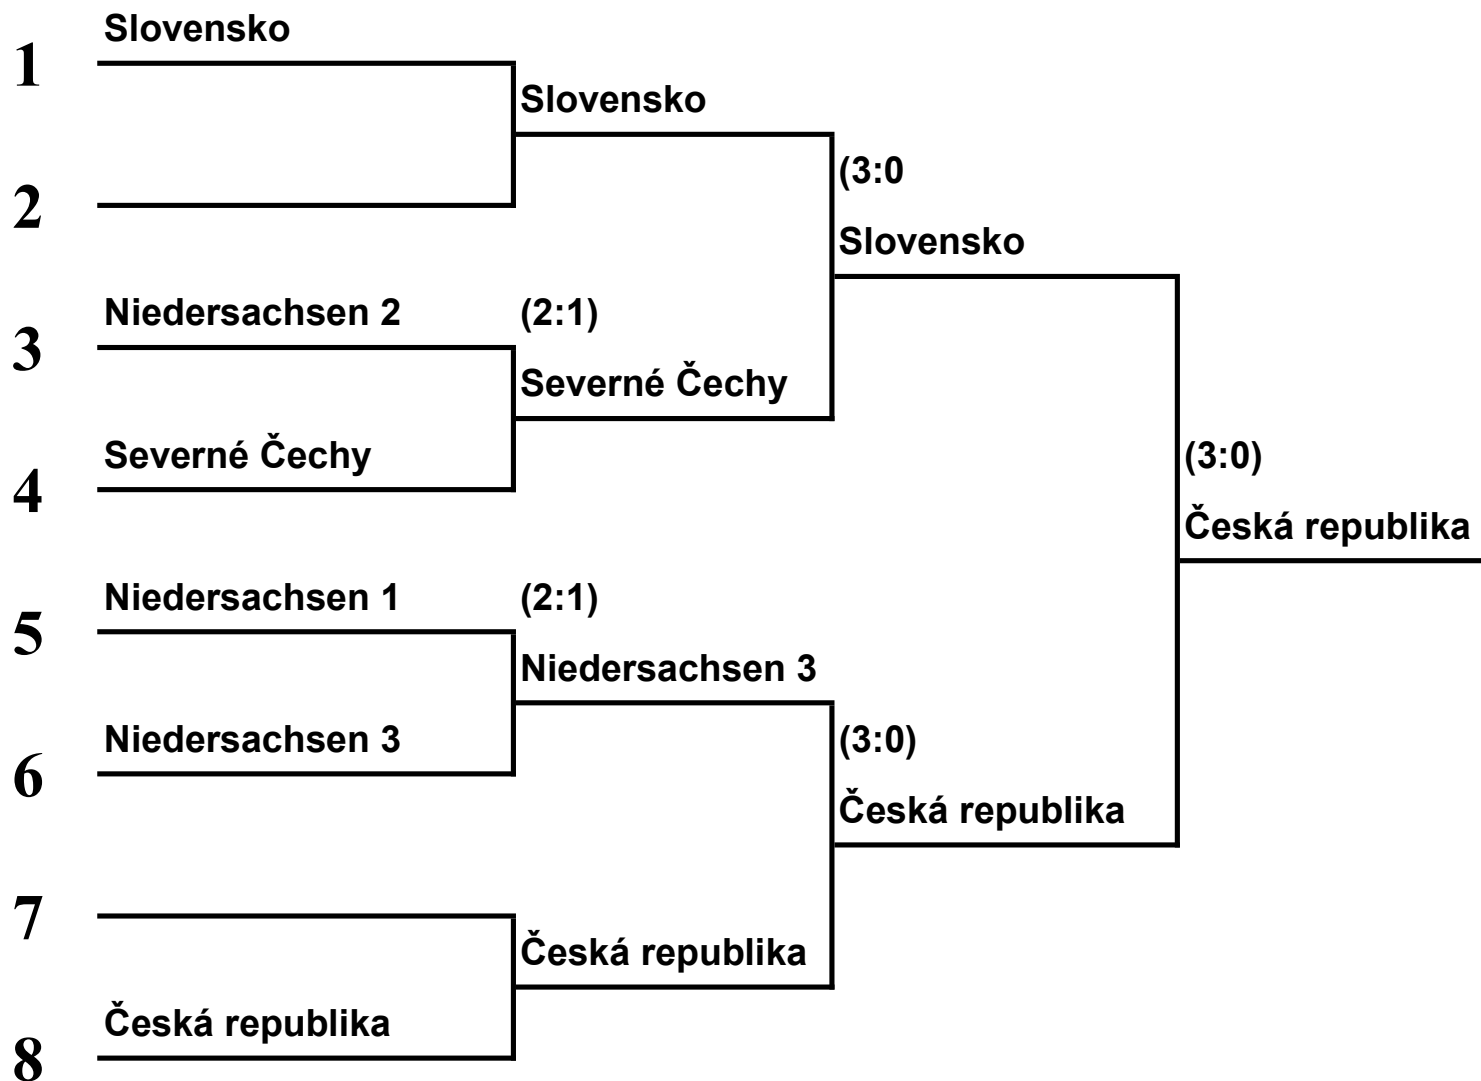 Slovensko
1
Slovensko
(3:0
2
Slovensko
Niedersachsen 2 (2:1)
3
Severné Čechy
Severné Čechy (3:0)
4
Česká republika
Niedersachsen 1 (2:1)
5
Niedersachsen 3
Niedersachsen 3 (3:0)
6
Česká republika
7
Česká republika
Česká republika
8